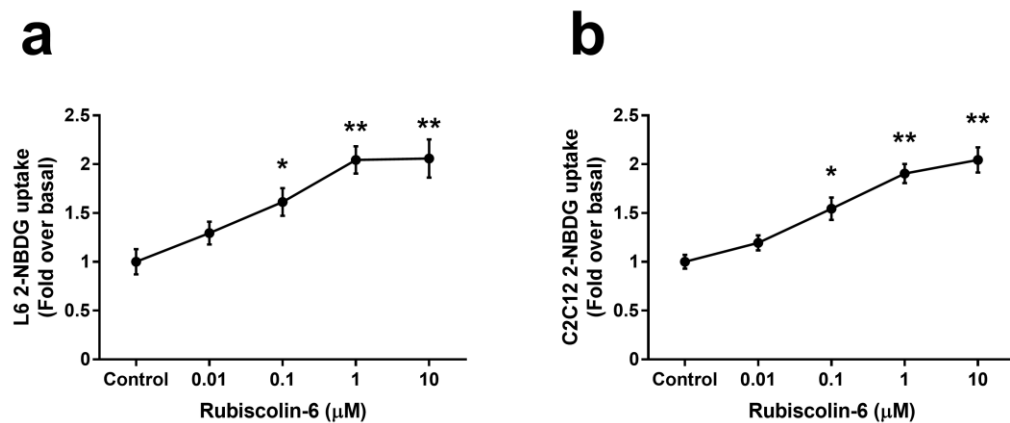 a
L6 2-NBDG uptake
(Fold over basal)
2.5
2
1.5
1
0.5
0
*
**
**
Control 0.01 0.1 1 10
Rubiscolin-6 (μM)
b
C2C12 2-NBDG uptake
(Fold over basal)
2.5
2
1.5
1
0.5
0
*
**
**
Control 0.01 0.1 1 10
Rubiscolin-6 (μM)